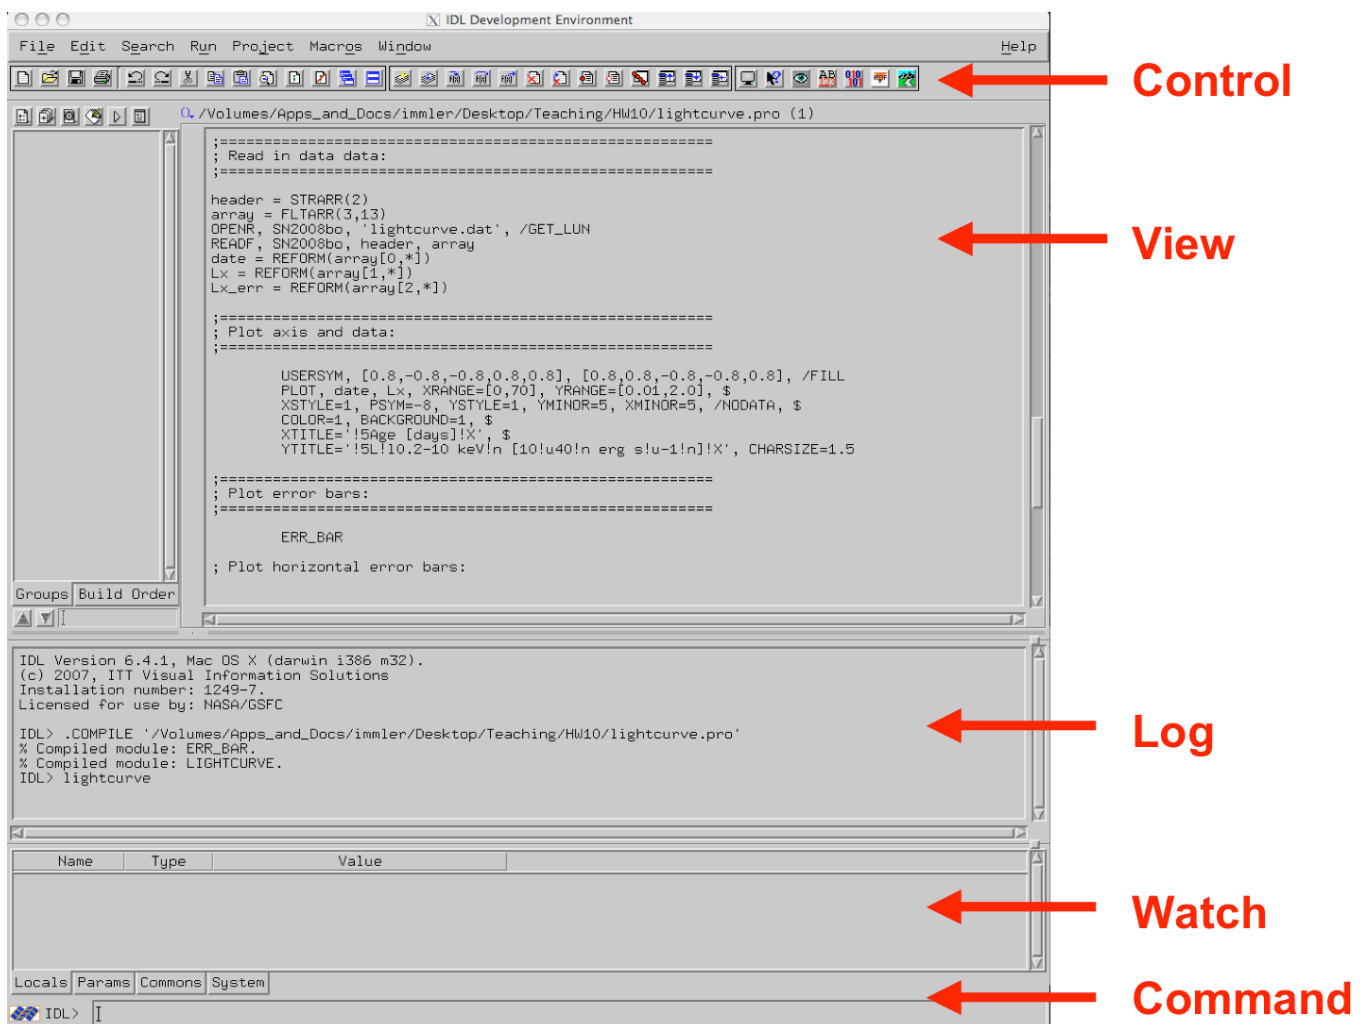 IDL Development Environment
File Edit Search Run Project Macros Window Help
Control
/Volumes/Apps_and_Docs/immler/Desktop/Teaching/HW10/lightcurve.pro (1)
;========================================================
; Read in data data:
;========================================================
header = STRARR(2)
array = FLTARR(3,13)
OPENR, SN2008bo, 'lightcurve.dat', /GET_LUN
READF, SN2008bo, header, array
date = REFORM(array[0,*])
Lx = REFORM(array[1,*])
Lx_err = REFORM(array[2,*])
View
;========================================================
; Plot axis and data:
;========================================================
USERSYM, [0.8,-0.8,-0.8,0.8,0.8], [0.8,0.8,-0.8,-0.8,0.8], /FILL
PLOT, date, Lx, XRANGE=[0,70], YRANGE=[0.01,2.0], $
XSTYLE=1, PSYM=-8, YSTYLE=1, YMINOR=5, XMINOR=5, /NODATA, $
COLOR=1, BACKGROUND=1, $
XTITLE='!5Age [days]!X', $
YTITLE='!5L!l0.2-10 keV!n [10!u40!n erg s!u-1!n]!X', CHARSIZE=1.5
;========================================================
; Plot error bars:
;========================================================
ERR_BAR
; Plot horizontal error bars:
Groups Build Order
IDL Version 6.4.1, Mac OS X (darwin i386 m32).
(c) 2007, ITT Visual Information Solutions
Installation number: 1249-7.
Licensed for use by: NASA/GSFC
IDL> .COMPILE '/Volumes/Apps_and_Docs/immler/Desktop/Teaching/HW10/lightcurve.pro'
% Compiled module: ERR_BAR.
% Compiled module: LIGHTCURVE.
IDL> lightcurve
Log
Name Type Value
Watch
Locals Params Commons System
IDL>
Command